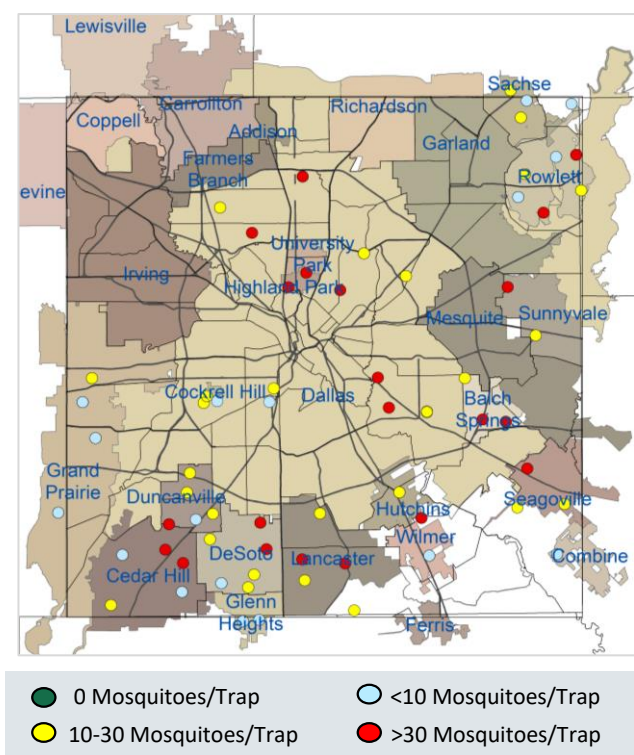 Lewisville
Sachse
Carrollton
Richardson
Coppell
Addison
Garland
Farmers
Branch
evine
Rowlett
University
Park
Irving
Highland Park
Mesquite
Sunnyvale
Cockrell Hill
Dallas
Balch
Springs
Grand
Prairie
Duncanville
Hutchins
Seagoville
Wilmer
DeSoto
Lancaster
Combine
Cedar Hill
Glenn
Heights
Ferris
0 Mosquitoes/Trap
<10 Mosquitoes/Trap
10-30 Mosquitoes/Trap
>30 Mosquitoes/Trap